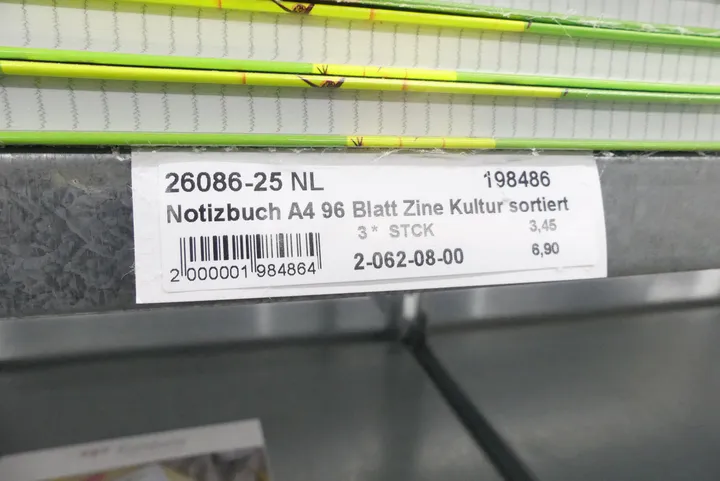 26086-25 NL 198486
Notizbuch A4 96 Blatt Zine Kultur sortiert
3* STCK 3,45
2-062-08-00 6,90
2 000001 984864